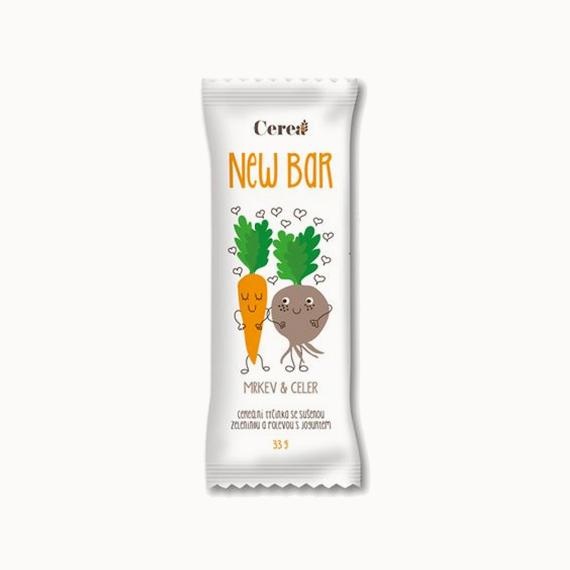 Cerea
NEW BAR
MRKEV & CELER
CEREÁLNÍ TYČINKA SE SUŠENOU
ZELENINOU A POLEVOU S JOGURTEM
33 g